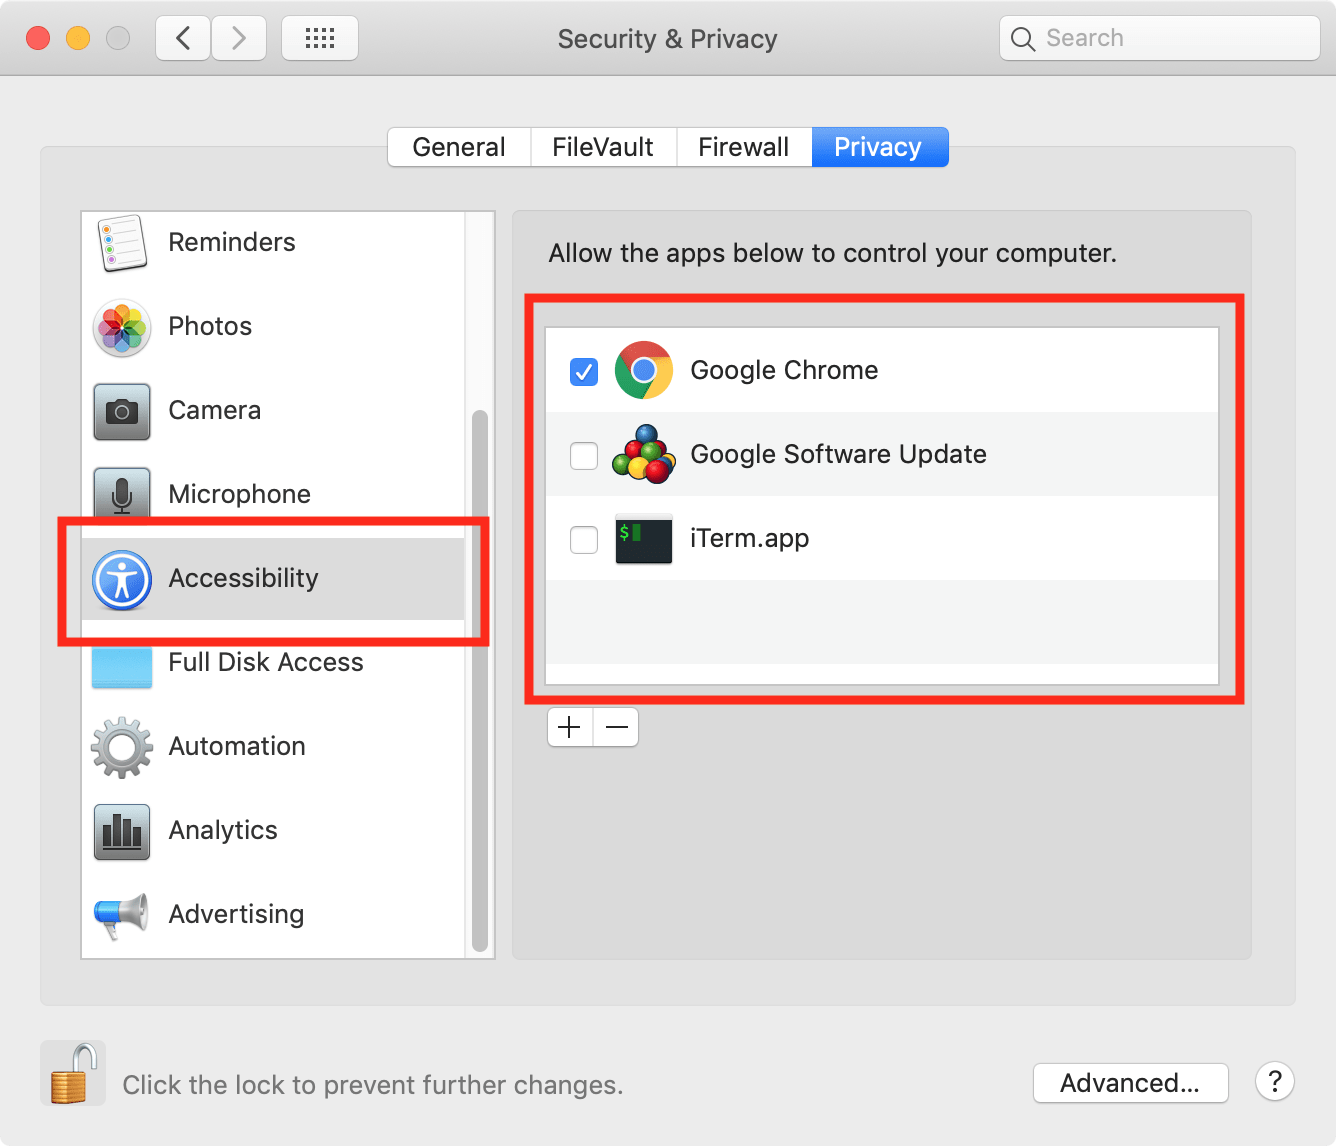 Security & Privacy
Search
General
FileVault
Firewall
Privacy
Reminders
Photos
Camera
Microphone
Accessibility
Full Disk Access
Automation
Analytics
Advertising
Allow the apps below to control your computer.
Google Chrome
Google Software Update
$
iTerm.app
Click the lock to prevent further changes.
Advanced...
?